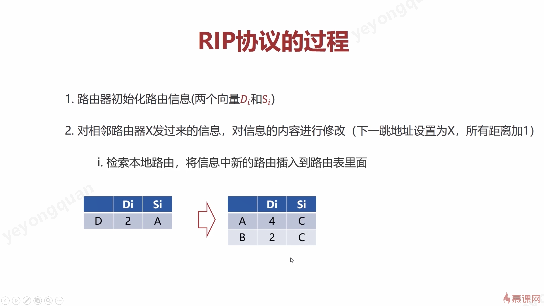 RIP协议的过程
1. 路由器初始化路由信息(两个向量Di和Si)
2. 对相邻路由器X发过来的信息，对信息的内容进行修改（下一跳地址设置为X，所有距离加1）
i. 检索本地路由，将信息中新的路由插入到路由表里面
Di Si
D 2 A
Di Si
A 4 C
B 2 C
yeyongquan
yeyongquan
慕课网